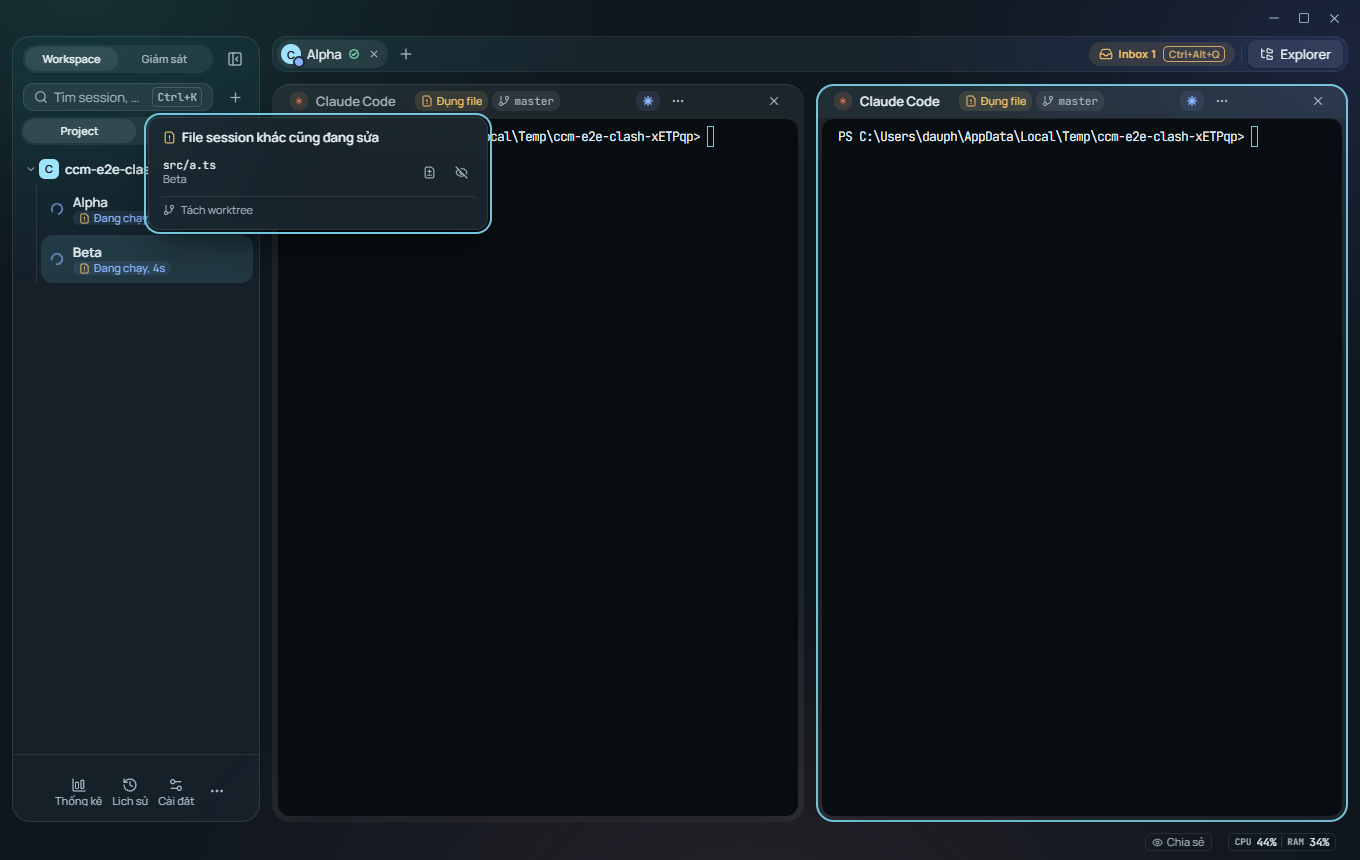 Workspace
Giám sát
Tìm session, ...
Ctrl+K
Project
ccm-e2e-clas
Alpha
Đang chạy,
Beta
Đang chạy, 4s
Thống kê
Lịch sử
Cài đặt
C
Alpha
Inbox 1
Ctrl+Alt+Q
Explorer
Claude Code
Đụng file
master
File session khác cũng đang sửa
src/a.ts
Beta
Tách worktree
cal\Temp\ccm-e2e-clash-xETPqp>
Claude Code
Đụng file
master
PS C:\Users\dauph\AppData\Local\Temp\ccm-e2e-clash-xETPqp>
Chia sẻ
CPU 44%
RAM 34%